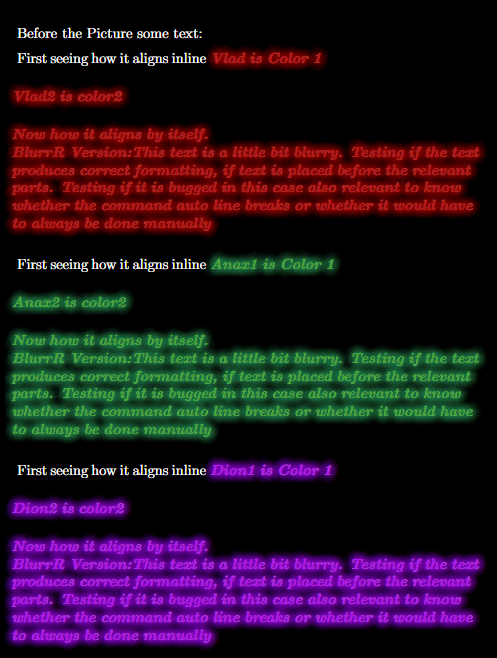 Before the Picture some text:
First seeing how it aligns inline Vlad is Color 1
Vlad2 is color2
Now how it aligns by itself.
BlurrR Version:This text is a little bit blurry. Testing if the text
produces correct formatting, if text is placed before the relevant
parts. Testing if it is bugged in this case also relevant to know
whether the command auto line breaks or whether it would have
to always be done manually
First seeing how it aligns inline Anax1 is Color 1
Anax2 is color2
Now how it aligns by itself.
BlurrR Version:This text is a little bit blurry. Testing if the text
produces correct formatting, if text is placed before the relevant
parts. Testing if it is bugged in this case also relevant to know
whether the command auto line breaks or whether it would have
to always be done manually
First seeing how it aligns inline Dion1 is Color 1
Dion2 is color2
Now how it aligns by itself.
BlurrR Version:This text is a little bit blurry. Testing if the text
produces correct formatting, if text is placed before the relevant
parts. Testing if it is bugged in this case also relevant to know
whether the command auto line breaks or whether it would have
to always be done manually